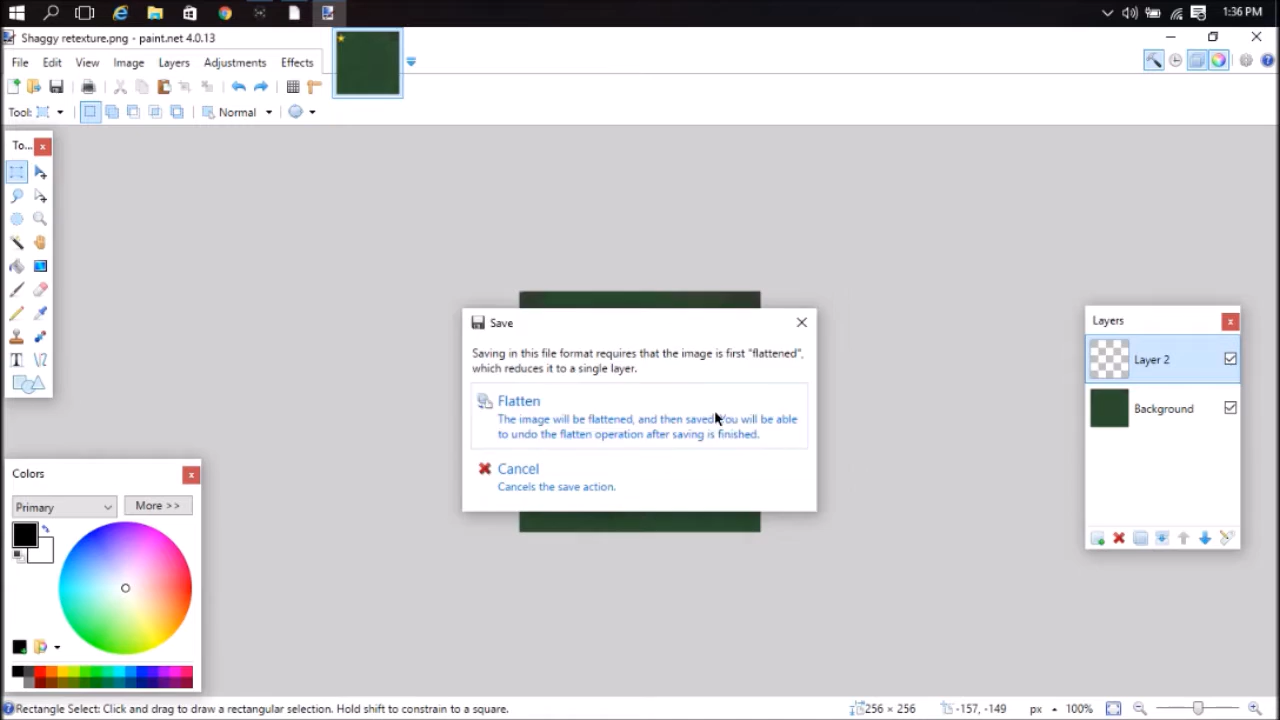 1:36 PM
Shaggy retexture.png - paint.net 4.0.13
File Edit View Image Layers Adjustments Effects
Tool: Normal
To...
Save
Saving in this file format requires that the image is first "flattened",
which reduces it to a single layer.
Flatten
The image will be flattened, and then saved. You will be able
to undo the flatten operation after saving is finished.
Cancel
Cancels the save action.
Layers
Layer 2
Background
Colors
Primary More >>
Rectangle Select: Click and drag to draw a rectangular selection. Hold shift to constrain to a square. 256 × 256 -157, -149 px 100%